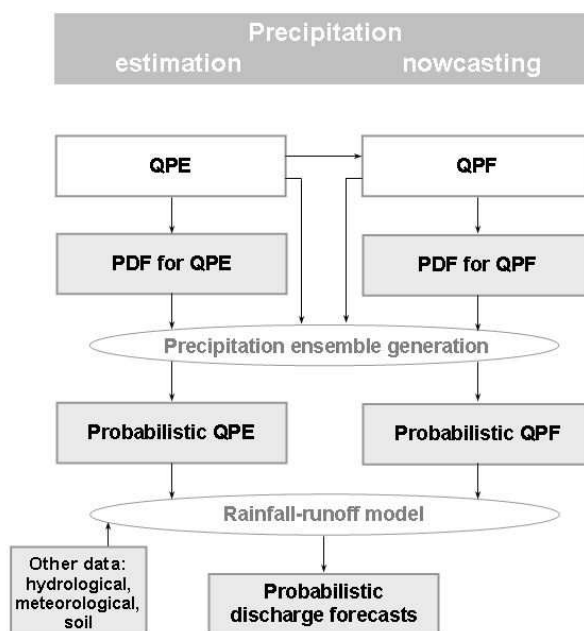 Precipitation
estimation nowcasting
QPE QPF
PDF for QPE PDF for QPF
Precipitation ensemble generation
Probabilistic QPE Probabilistic QPF
Rainfall-runoff model
Other data:
hydrological,
meteorological,
soil
Probabilistic
discharge forecasts